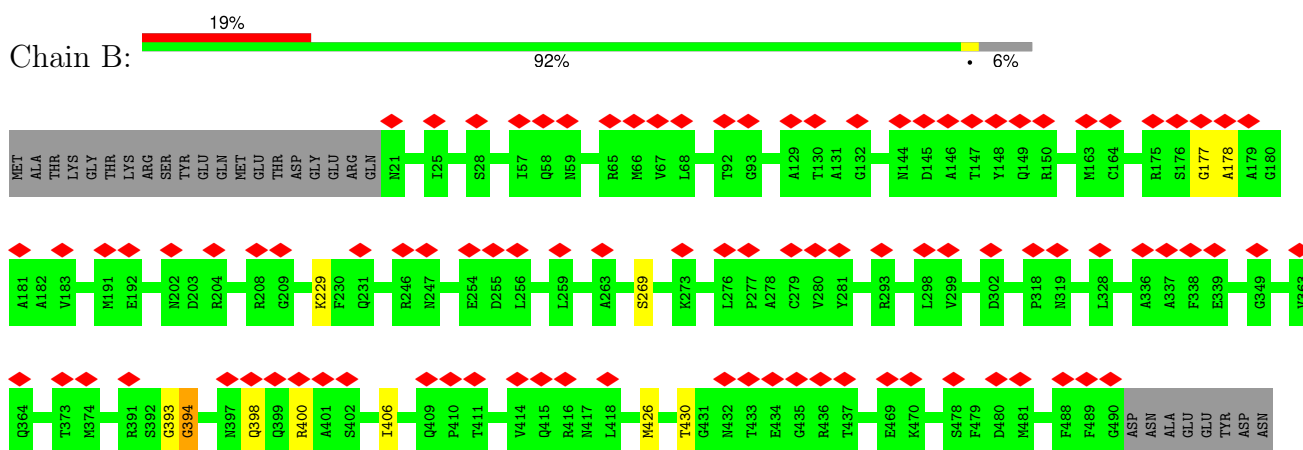 19%
Chain B:
92% • 6%
MET ALA THR LYS GLY THR LYS ARG SER TYR GLU GLN MET GLU THR ASP GLY GLU ARG GLN N21 I25 S28 I57 Q58 N59 R65 M66 V67 L68 T92 G93 A129 T130 A131 G132 N144 D145 A146 T147 Y148 Q149 R150 M163 C164 R175 S176 G177 A178 A179 G180
A181 A182 V183 M191 E192 N202 D203 R204 R208 G209 K229 F230 Q231 R246 N247 E254 D255 L256 L259 A263 S269 K273 L276 P277 A278 C279 V280 Y281 R293 L298 V299 D302 P318 N319 L328 A336 A337 F338 E339 G349 V363
Q364 T373 M374 R391 S392 G393 G394 N397 Q398 Q399 R400 A401 S402 I406 Q409 P410 T411 V414 Q415 R416 N417 L418 M426 T430 G431 N432 T433 E434 G435 R436 T437 E469 K470 S478 F479 D480 M481 F488 F489 G490 ASP ASN ALA GLU GLU TYR ASP ASN